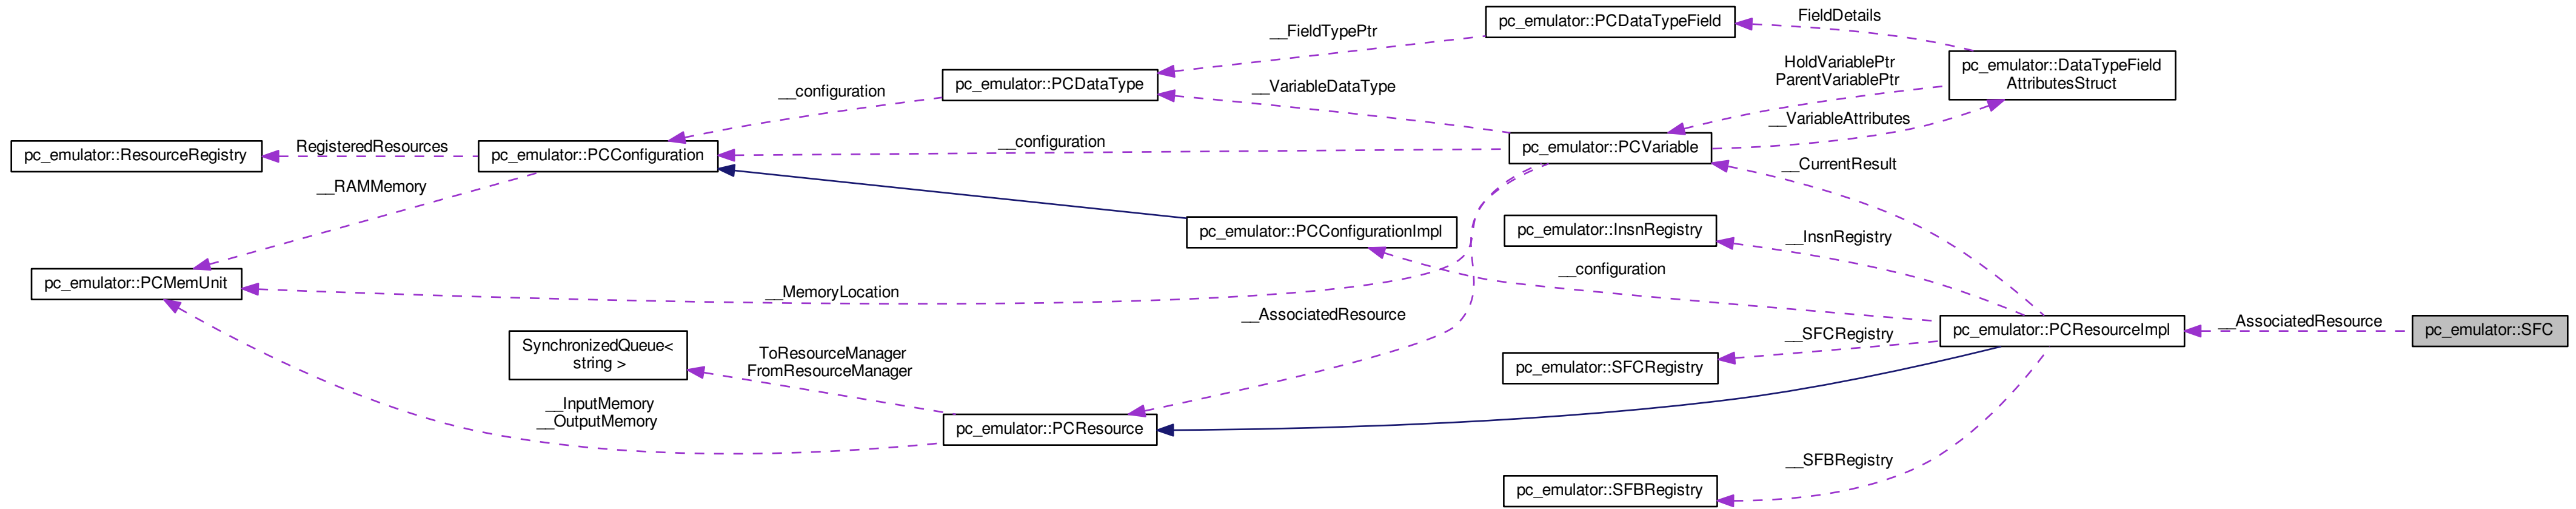 pc_emulator::PCDataTypeField
FieldDetails
__FieldTypePtr
pc_emulator::DataTypeField
AttributesStruct
HoldVariablePtr
ParentVariablePtr
pc_emulator::PCDataType
__VariableDataType
__configuration
__VariableAttributes
pc_emulator::ResourceRegistry
RegisteredResources
pc_emulator::PCConfiguration
__configuration
pc_emulator::PCVariable
__CurrentResult
__RAMMemory
pc_emulator::PCConfigurationImpl
pc_emulator::InsnRegistry
__InsnRegistry
__configuration
pc_emulator::PCMemUnit
__MemoryLocation
__AssociatedResource
pc_emulator::PCResourceImpl
__AssociatedResource
pc_emulator::SFC
__SFCRegistry
SynchronizedQueue<
string >
ToResourceManager
FromResourceManager
pc_emulator::SFCRegistry
__InputMemory
__OutputMemory
pc_emulator::PCResource
__SFBRegistry
pc_emulator::SFBRegistry